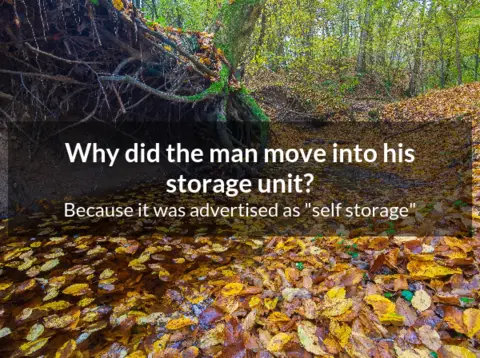 Why did the man move into his
storage unit?
Because it was advertised as "self storage"